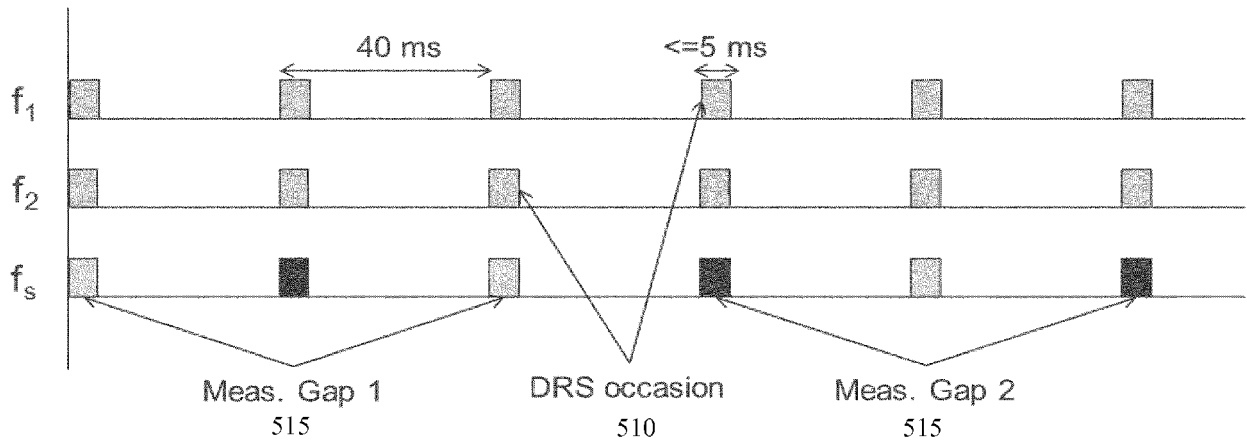 40 ms
<=5 ms
f1
f2
fs
Meas. Gap 1
DRS occasion
Meas. Gap 2
515
510
515